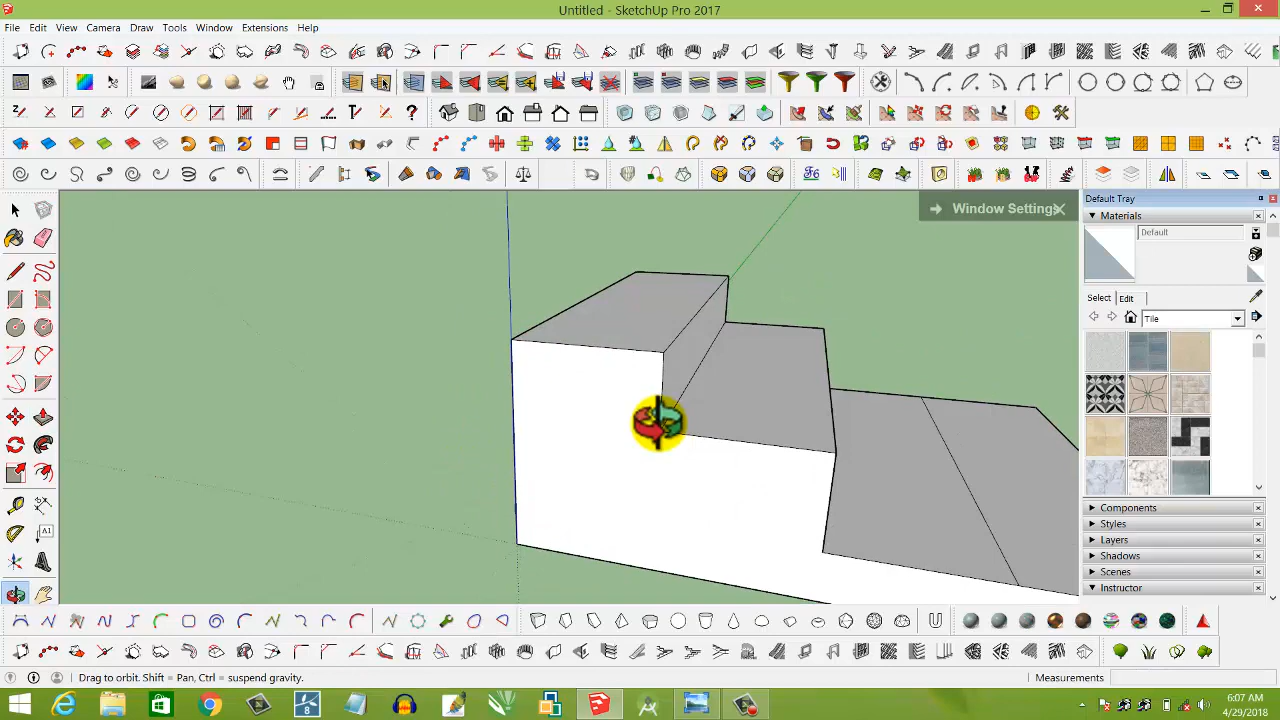 Untitled - SketchUp Pro 2017
File Edit View Camera Draw Tools Window Extensions Help
Window Settings
Default Tray
Materials
Default
Select Edit
Tile
Components
Styles
Layers
Shadows
Scenes
Instructor
Drag to orbit. Shift = Pan, Ctrl = suspend gravity.
Measurements
6:07 AM
4/29/2018